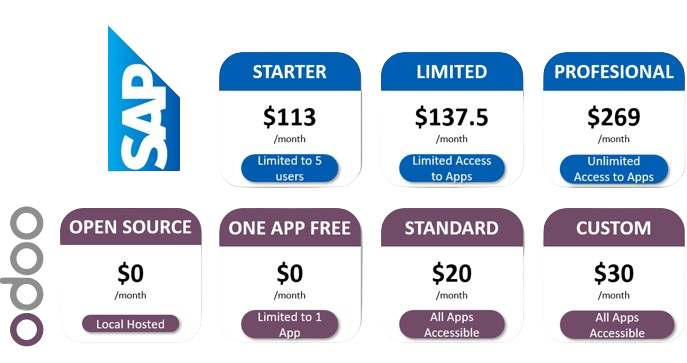 SAP
STARTER
$113
/month
Limited to 5
users
LIMITED
$137.5
/month
Limited Access
to Apps
PROFESIONAL
$269
/month
Unlimited
Access to Apps
odoo
OPEN SOURCE
$0
/month
Local Hosted
ONE APP FREE
$0
/month
Limited to 1
App
STANDARD
$20
/month
All Apps
Accessible
CUSTOM
$30
/month
All Apps
Accessible